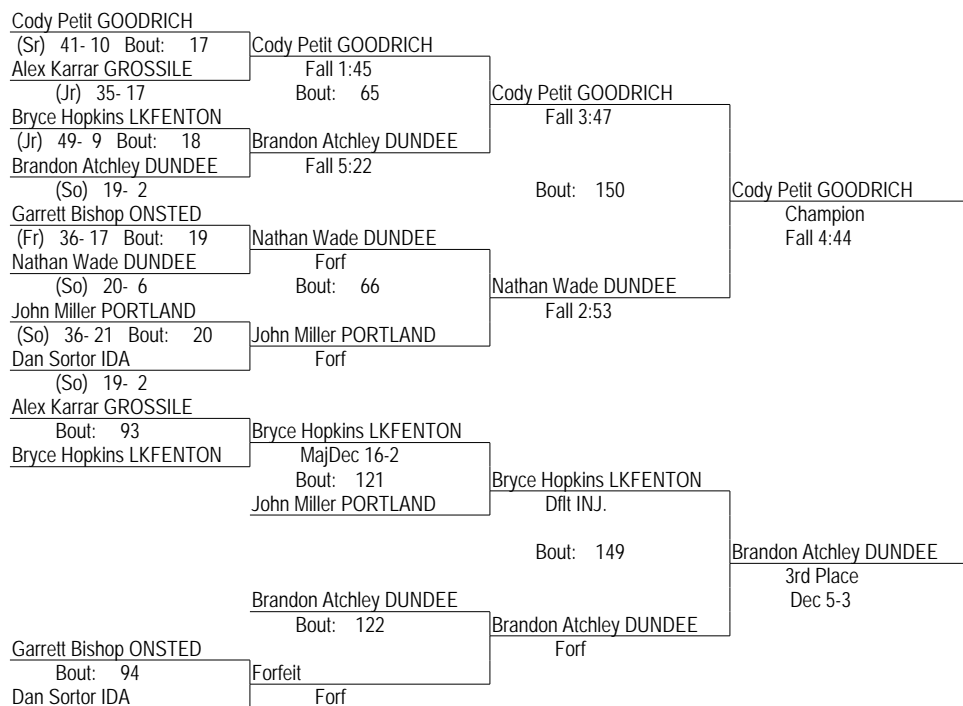 Cody Petit GOODRICH
(Sr) 41- 10 Bout: 17
Cody Petit GOODRICH
Alex Karrar GROSSILE
Fall 1:45
(Jr) 35- 17
Bout: 65
Cody Petit GOODRICH
Bryce Hopkins LKFENTON
Fall 3:47
(Jr) 49- 9 Bout: 18
Brandon Atchley DUNDEE
Brandon Atchley DUNDEE
Fall 5:22
(So) 19- 2
Bout: 150
Cody Petit GOODRICH
Garrett Bishop ONSTED
Champion
(Fr) 36- 17 Bout: 19
Nathan Wade DUNDEE
Fall 4:44
Nathan Wade DUNDEE
Forf
(So) 20- 6
Bout: 66
Nathan Wade DUNDEE
John Miller PORTLAND
Fall 2:53
(So) 36- 21 Bout: 20
John Miller PORTLAND
Dan Sortor IDA
Forf
(So) 19- 2
Alex Karrar GROSSILE
Bout: 93
Bryce Hopkins LKFENTON
Bryce Hopkins LKFENTON
MajDec 16-2
Bout: 121
Bryce Hopkins LKFENTON
John Miller PORTLAND
Dflt INJ.
Bout: 149
Brandon Atchley DUNDEE
3rd Place
Brandon Atchley DUNDEE
Dec 5-3
Bout: 122
Brandon Atchley DUNDEE
Garrett Bishop ONSTED
Forf
Bout: 94
Forfeit
Dan Sortor IDA
Forf